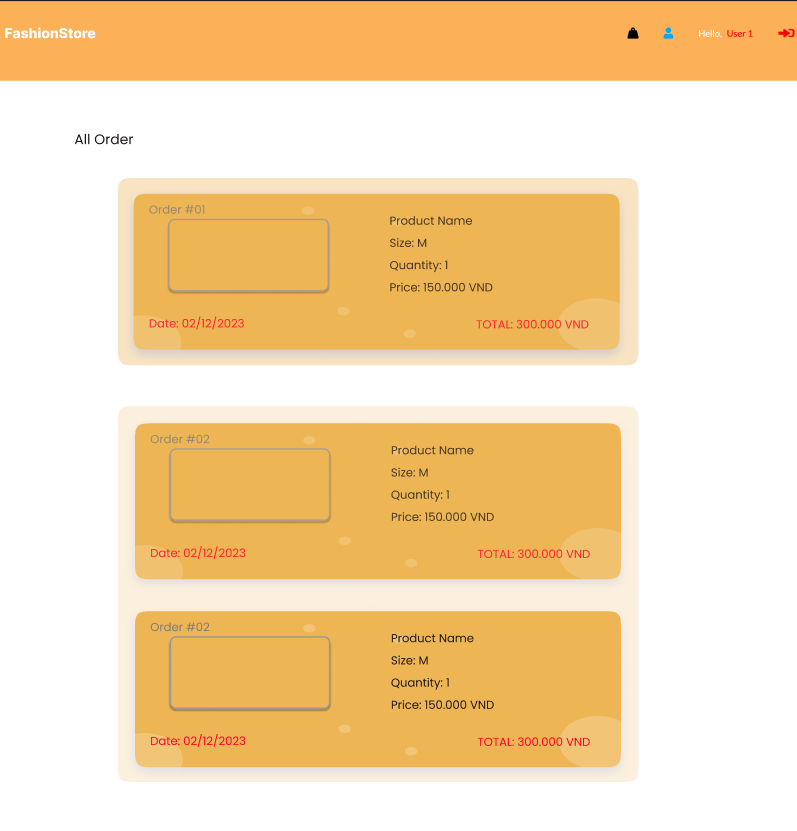 FashionStore
Hello, User 1
All Order
Order #01
Product Name
Size: M
Quantity: 1
Price: 150.000 VND
Date: 02/12/2023
TOTAL: 300.000 VND
Order #02
Product Name
Size: M
Quantity: 1
Price: 150.000 VND
Date: 02/12/2023
TOTAL: 300.000 VND
Order #02
Product Name
Size: M
Quantity: 1
Price: 150.000 VND
Date: 02/12/2023
TOTAL: 300.000 VND